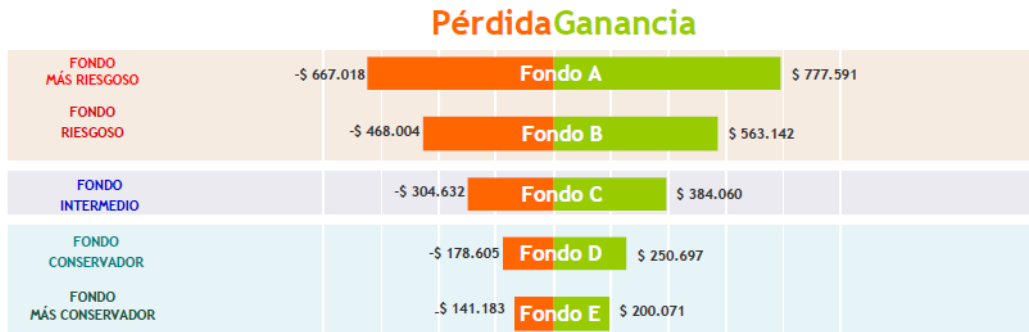 PérdidaGanancia
FONDO
MÁS RIESGOSO
-$ 667.018 Fondo A $ 777.591
FONDO
RIESGOSO
-$ 468.004 Fondo B $ 563.142
FONDO
INTERMEDIO
-$ 304.632 Fondo C $ 384.060
FONDO
CONSERVADOR
-$ 178.605 Fondo D $ 250.697
FONDO
MÁS CONSERVADOR
-$ 141.183 Fondo E $ 200.071